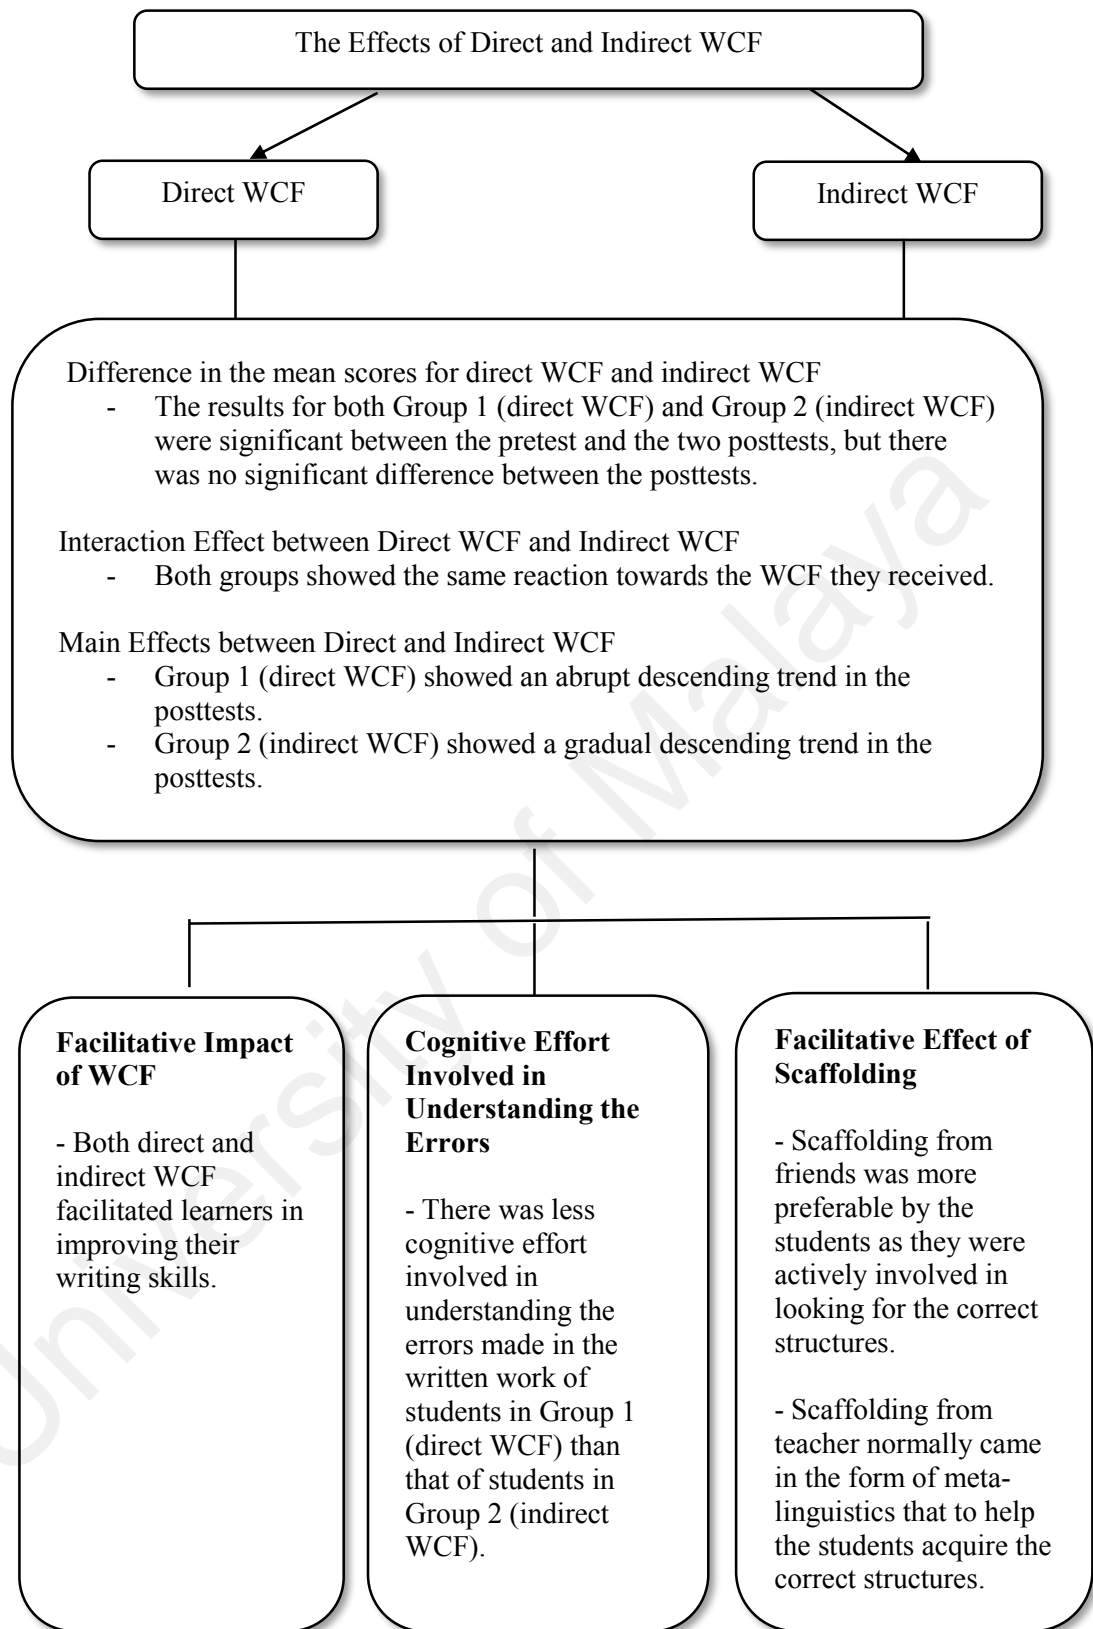 The Effects of Direct and Indirect WCF
Direct WCF
Indirect WCF
Difference in the mean scores for direct WCF and indirect WCF
- The results for both Group 1 (direct WCF) and Group 2 (indirect WCF)
were significant between the pretest and the two posttests, but there
was no significant difference between the posttests.
Interaction Effect between Direct WCF and Indirect WCF
- Both groups showed the same reaction towards the WCF they received.
Main Effects between Direct and Indirect WCF
- Group 1 (direct WCF) showed an abrupt descending trend in the
posttests.
- Group 2 (indirect WCF) showed a gradual descending trend in the
posttests.
Facilitative Impact
of WCF
- Both direct and
indirect WCF
facilitated learners in
improving their
writing skills.
Cognitive Effort
Involved in
Understanding the
Errors
- There was less
cognitive effort
involved in
understanding the
errors made in the
written work of
students in Group 1
(direct WCF) than
that of students in
Group 2 (indirect
WCF).
Facilitative Effect of
Scaffolding
- Scaffolding from
friends was more
preferable by the
students as they were
actively involved in
looking for the correct
structures.
- Scaffolding from
teacher normally came
in the form of meta-
linguistics that to help
the students acquire the
correct structures.
University of Malaya